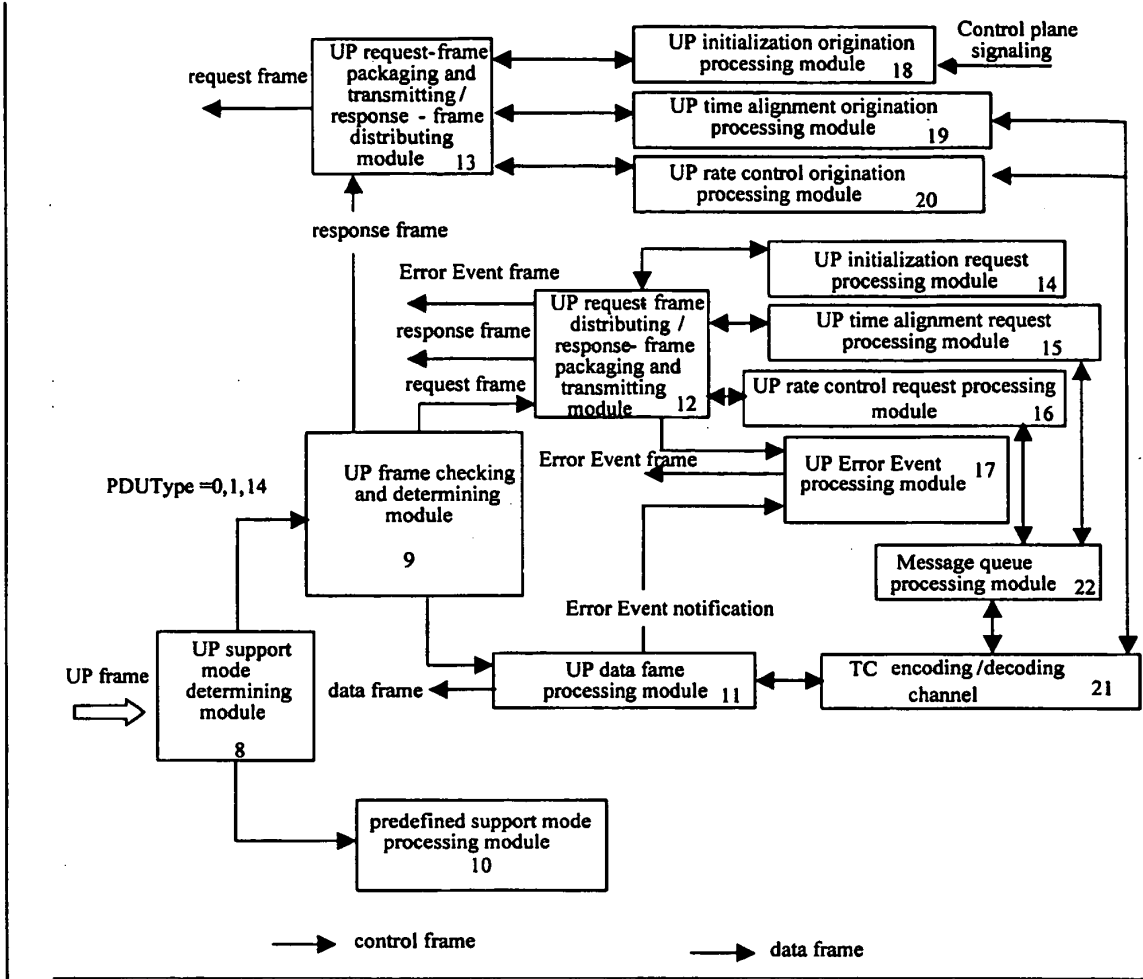 UP request-frame
packaging and
transmitting /
response - frame
distributing
module
13
request frame
UP initialization origination
processing module
18
Control plane
signaling
UP time alignment origination
processing module
19
UP rate control origination
processing module
20
response frame
Error Event frame
response frame
request frame
UP request frame
distributing /
response- frame
packaging and
transmitting
module
12
UP initialization request
processing module
14
UP time alignment request
processing module
15
UP rate control request processing
module
16
Error Event frame
UP Error Event
processing module
17
PDUType =0,1,14
UP frame checking
and determining
module
9
Message queue
processing module
22
Error Event notification
UP frame
UP support
mode
determining
module
8
data frame
UP data fame
processing module
11
TC encoding /decoding
channel
21
predefined support mode
processing module
10
control frame
data frame